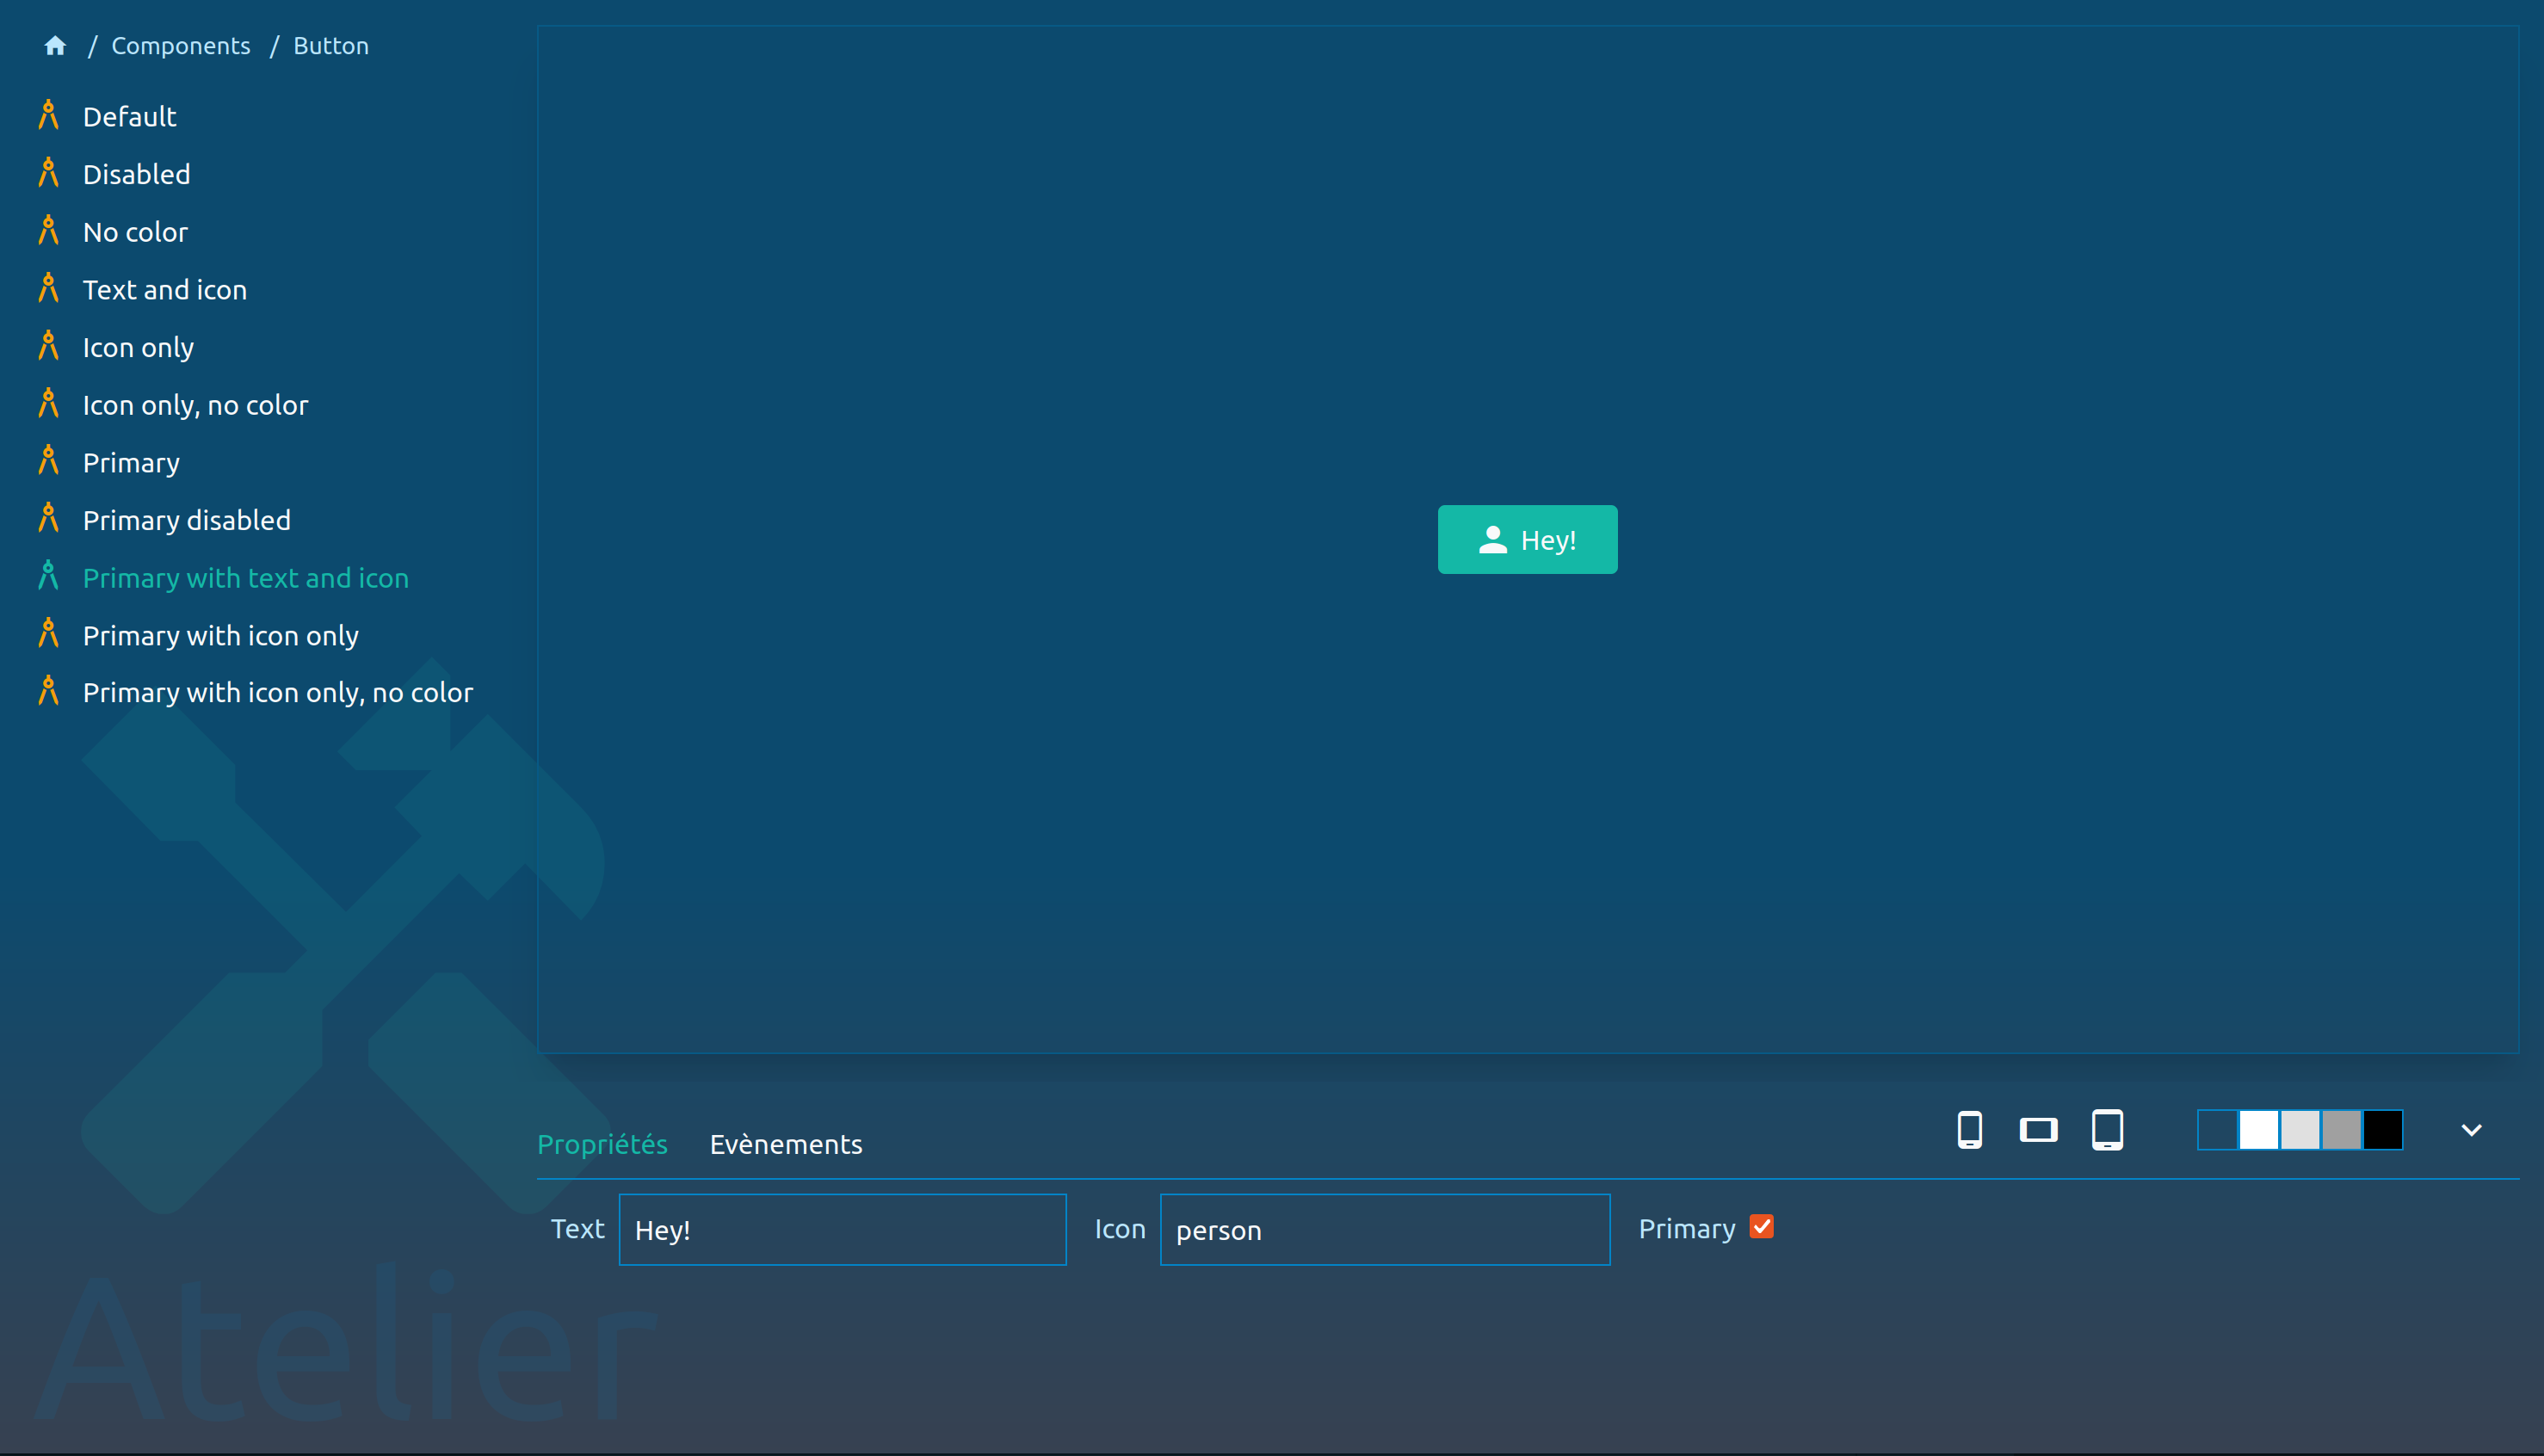 / Components / Button
Default
Disabled
No color
Text and icon
Icon only
Icon only, no color
Primary
Primary disabled
Primary with text and icon
Primary with icon only
Primary with icon only, no color
Hey!
Propriétés Evènements
Text Hey! Icon person Primary
Atelier